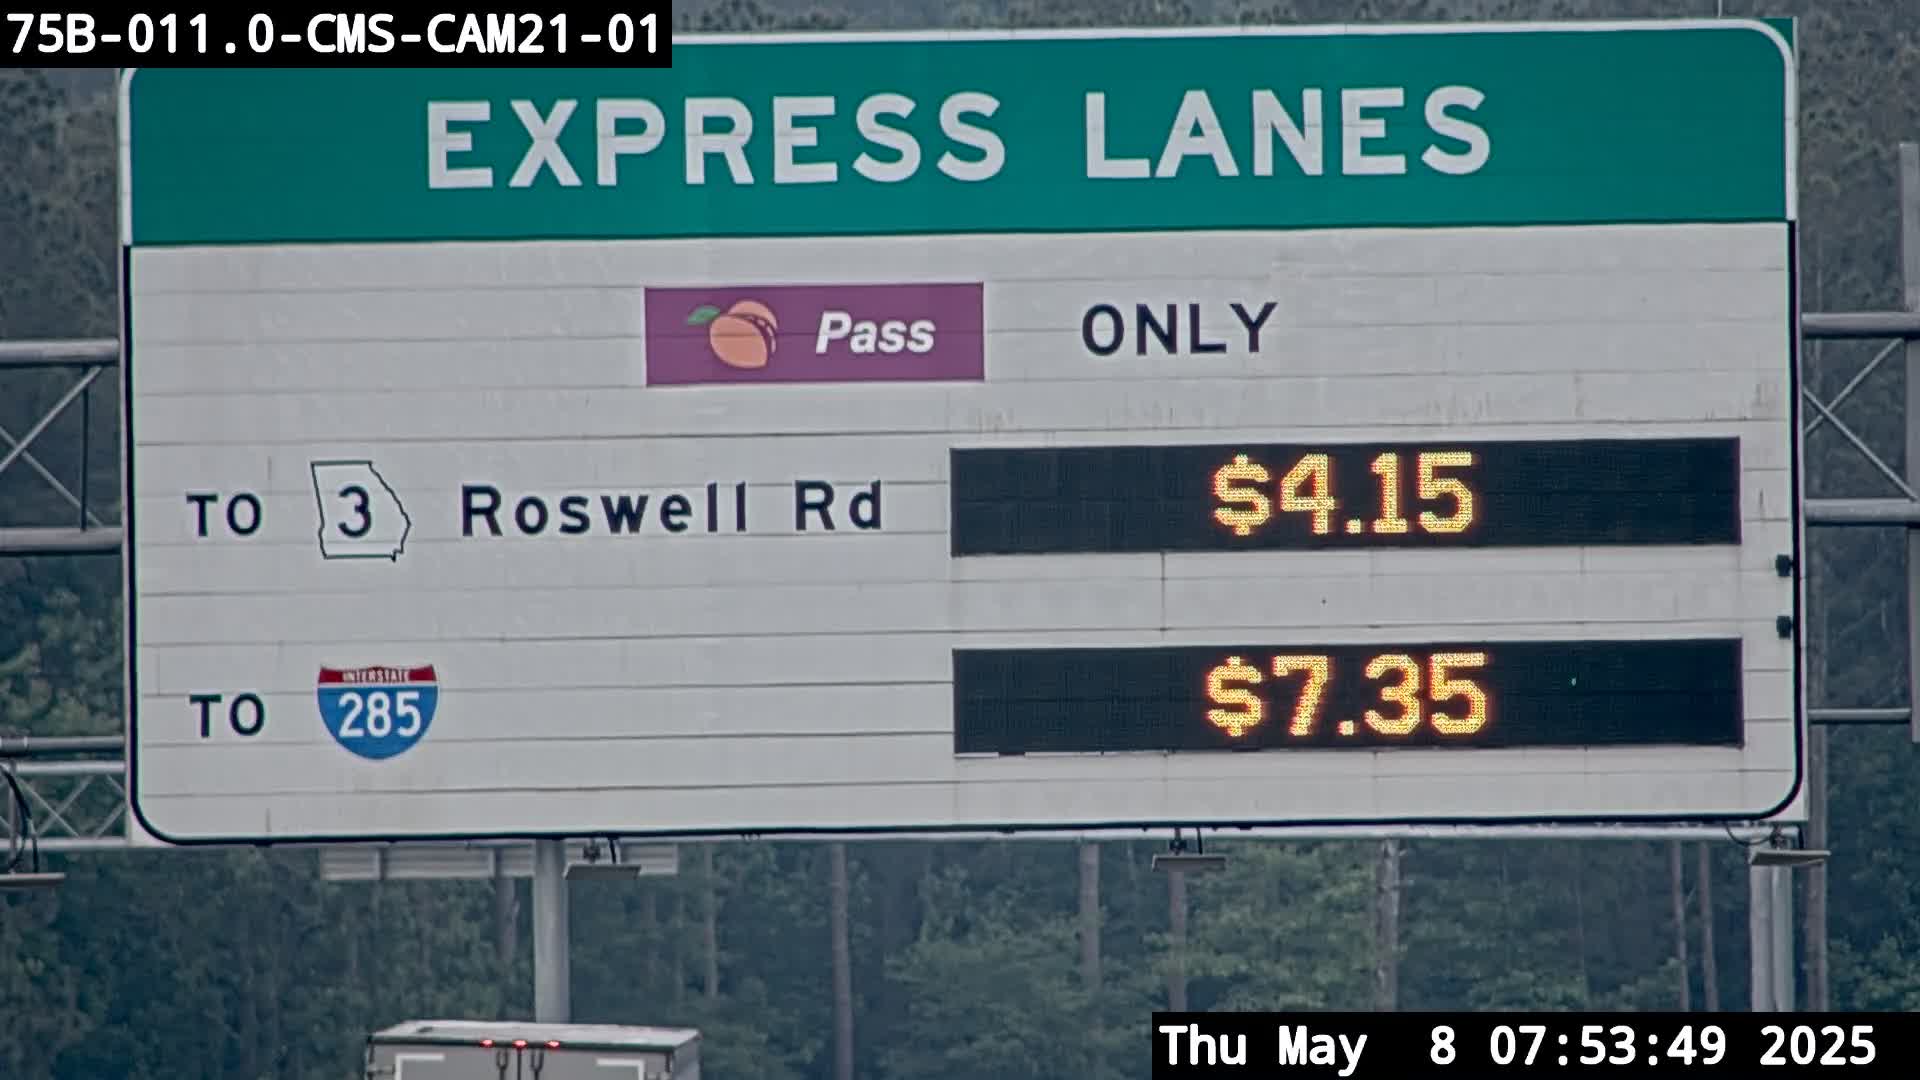 75B-011.0-CMS-CAM21-01
EXPRESS LANES
Pass ONLY
TO 3 Roswell Rd $4.15
TO INTERSTATE 285 $7.35
Thu May 8 07:53:49 2025